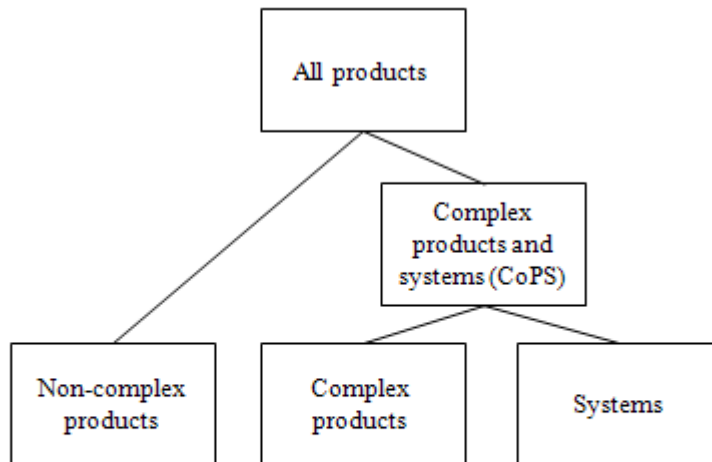 All products
Complex
products and
systems (CoPS)
Non-complex
products
Complex
products
Systems